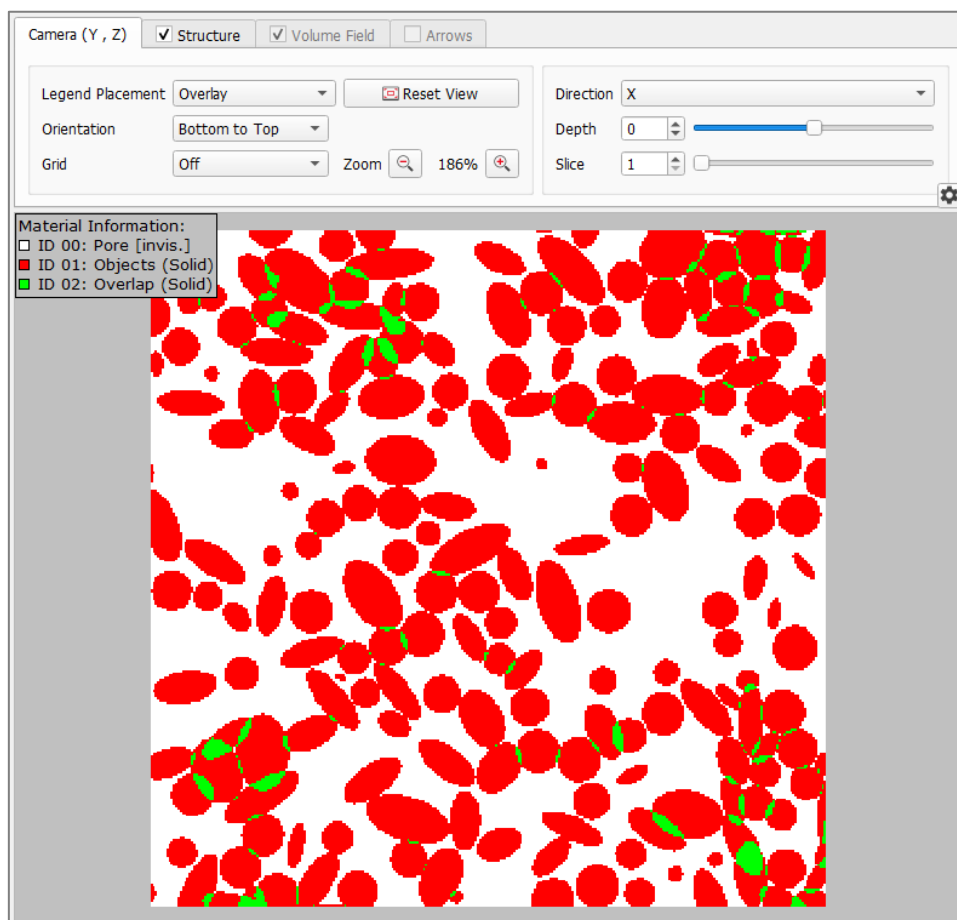 Camera (Y , Z) Structure Volume Field Arrows
Legend Placement Overlay Reset View Direction X
Orientation Bottom to Top Depth 0
Grid Off Zoom 186% Slice 1
Material Information:
ID 00: Pore [invis.]
ID 01: Objects (Solid)
ID 02: Overlap (Solid)